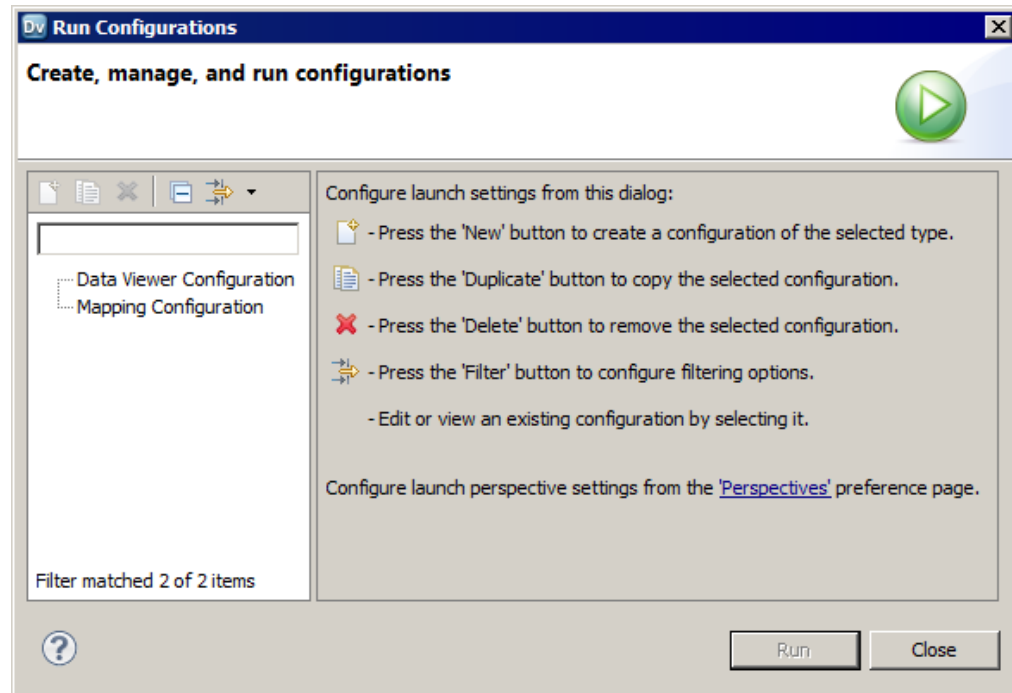 Dv Run Configurations
Create, manage, and run configurations
Configure launch settings from this dialog:
- Press the 'New' button to create a configuration of the selected type.
Data Viewer Configuration
- Press the 'Duplicate' button to copy the selected configuration.
Mapping Configuration
- Press the 'Delete' button to remove the selected configuration.
- Press the 'Filter' button to configure filtering options.
- Edit or view an existing configuration by selecting it.
Configure launch perspective settings from the 'Perspectives' preference page.
Filter matched 2 of 2 items
?
Run
Close